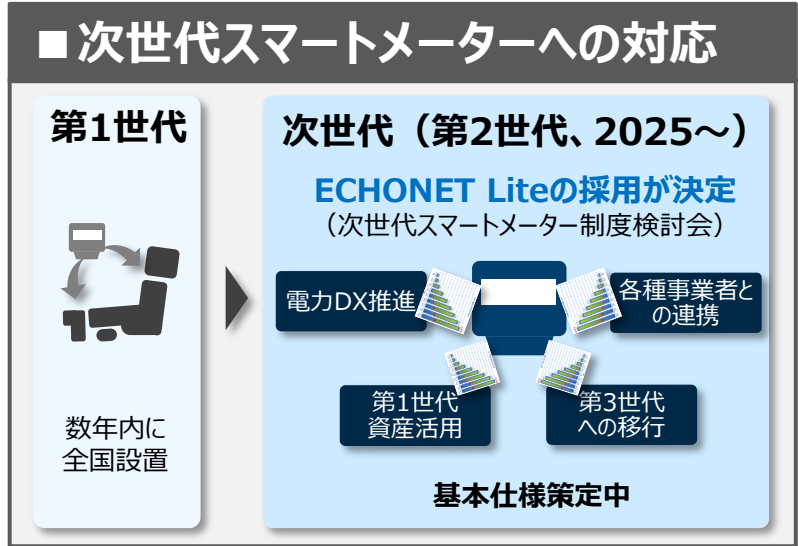 ■次世代スマートメーターへの対応
第1世代
数年内に
全国設置
次世代（第2世代、2025～）
ECHONET Liteの採用が決定
（次世代スマートメーター制度検討会）
電力DX推進
各種事業者と
の連携
第1世代
資産活用
第3世代
への移行
基本仕様策定中